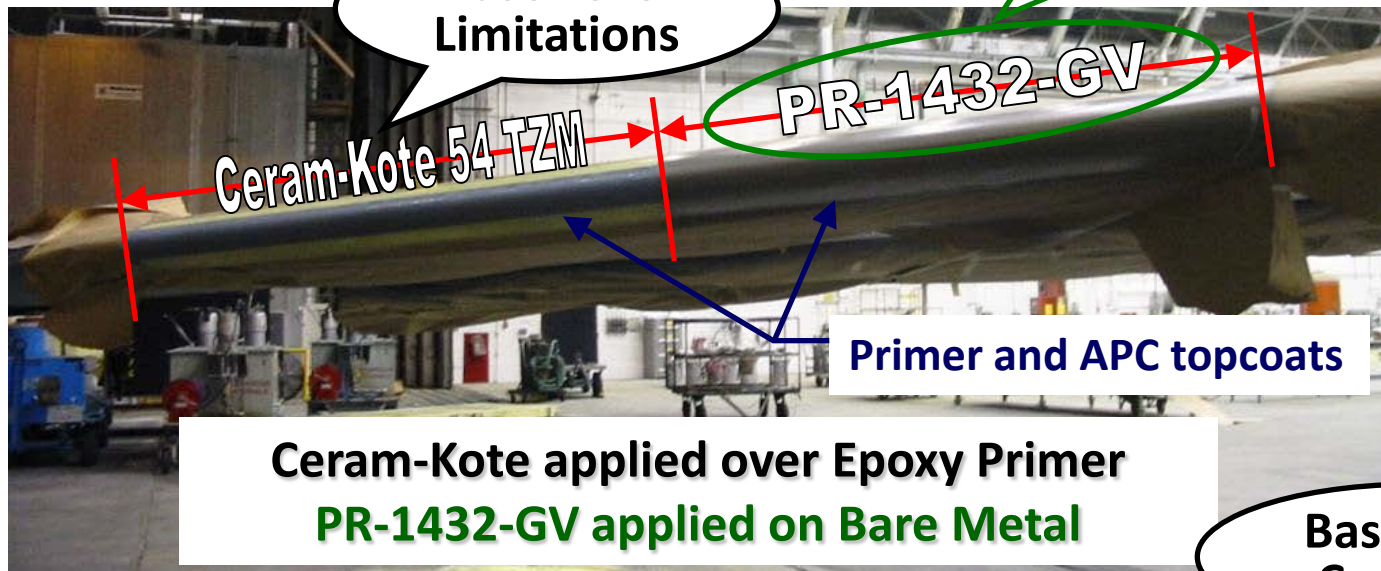 Limitations
PR-1432-GV
Ceram-Kote 54 TZM
Primer and APC topcoats
Ceram-Kote applied over Epoxy Primer
PR-1432-GV applied on Bare Metal